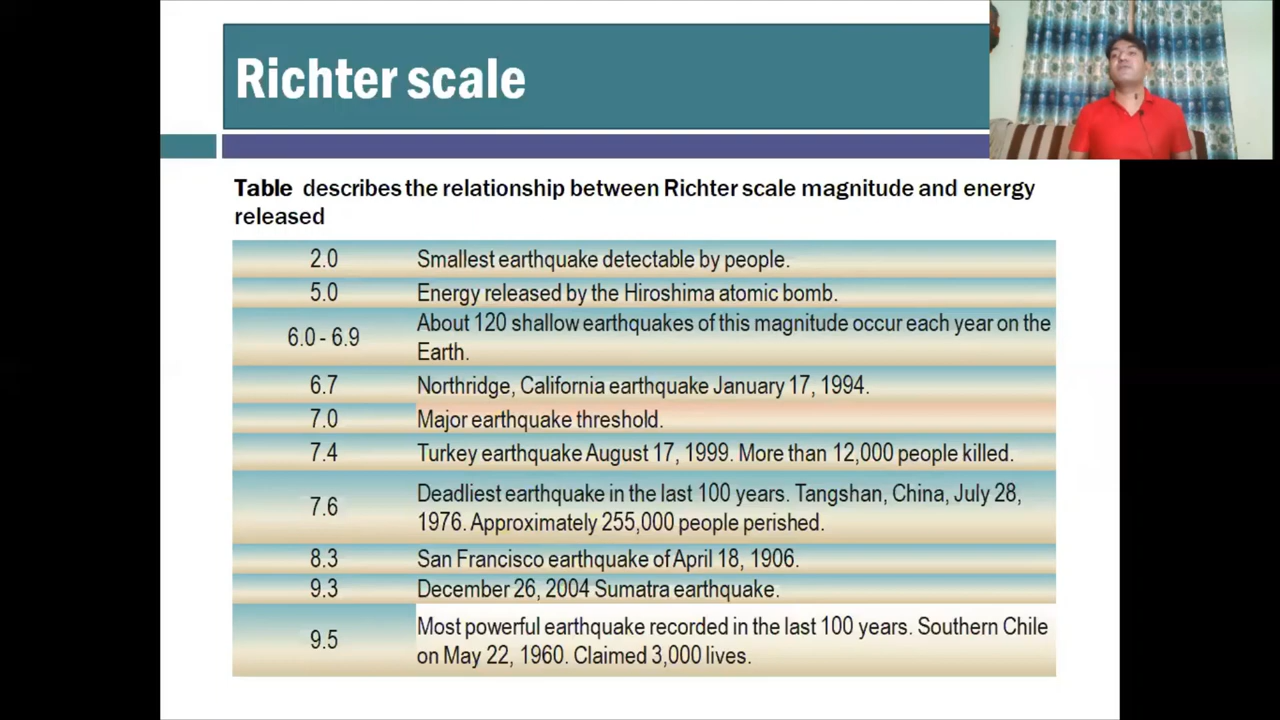 Richter scale
Table describes the relationship between Richter scale magnitude and energy
released
2.0 Smallest earthquake detectable by people.
5.0 Energy released by the Hiroshima atomic bomb.
6.0 - 6.9 About 120 shallow earthquakes of this magnitude occur each year on the
Earth.
6.7 Northridge, California earthquake January 17, 1994.
7.0 Major earthquake threshold.
7.4 Turkey earthquake August 17, 1999. More than 12,000 people killed.
7.6 Deadliest earthquake in the last 100 years. Tangshan, China, July 28,
1976. Approximately 255,000 people perished.
8.3 San Francisco earthquake of April 18, 1906.
9.3 December 26, 2004 Sumatra earthquake.
9.5 Most powerful earthquake recorded in the last 100 years. Southern Chile
on May 22, 1960. Claimed 3,000 lives.